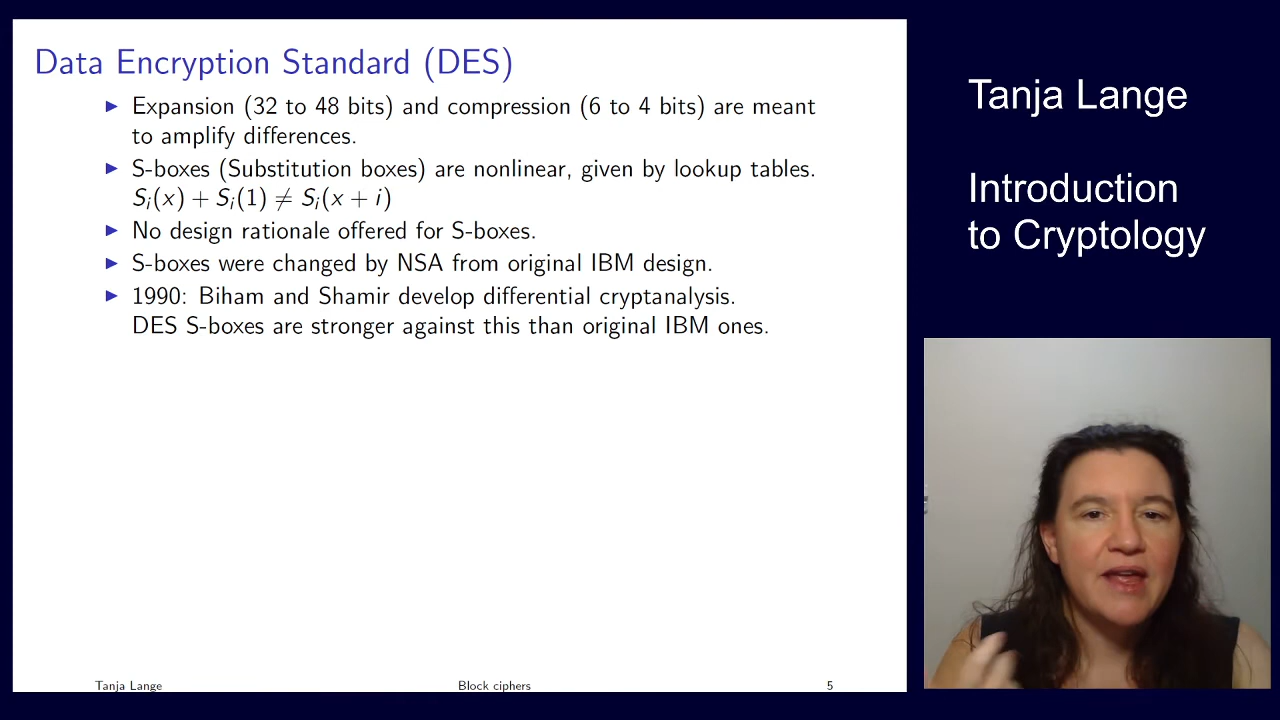 Data Encryption Standard (DES)
▶ Expansion (32 to 48 bits) and compression (6 to 4 bits) are meant
to amplify differences.
▶ S-boxes (Substitution boxes) are nonlinear, given by lookup tables.
Sᵢ(x) + Sᵢ(1) ≠ Sᵢ(x + i)
▶ No design rationale offered for S-boxes.
▶ S-boxes were changed by NSA from original IBM design.
▶ 1990: Biham and Shamir develop differential cryptanalysis.
DES S-boxes are stronger against this than original IBM ones.
Tanja Lange
Block ciphers
5
Tanja Lange
Introduction
to Cryptology